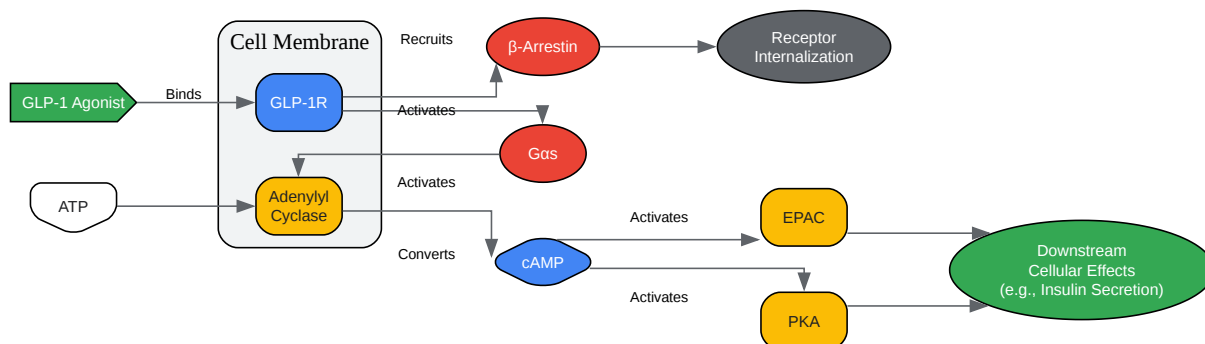 Cell Membrane
Recruits
β-Arrestin
Receptor
Internalization
GLP-1 Agonist
Binds
GLP-1R
Activates
Gαs
ATP
Adenylyl
Cyclase
Activates
Converts
cAMP
Activates
EPAC
Activates
PKA
Downstream
Cellular Effects
(e.g., Insulin Secretion)